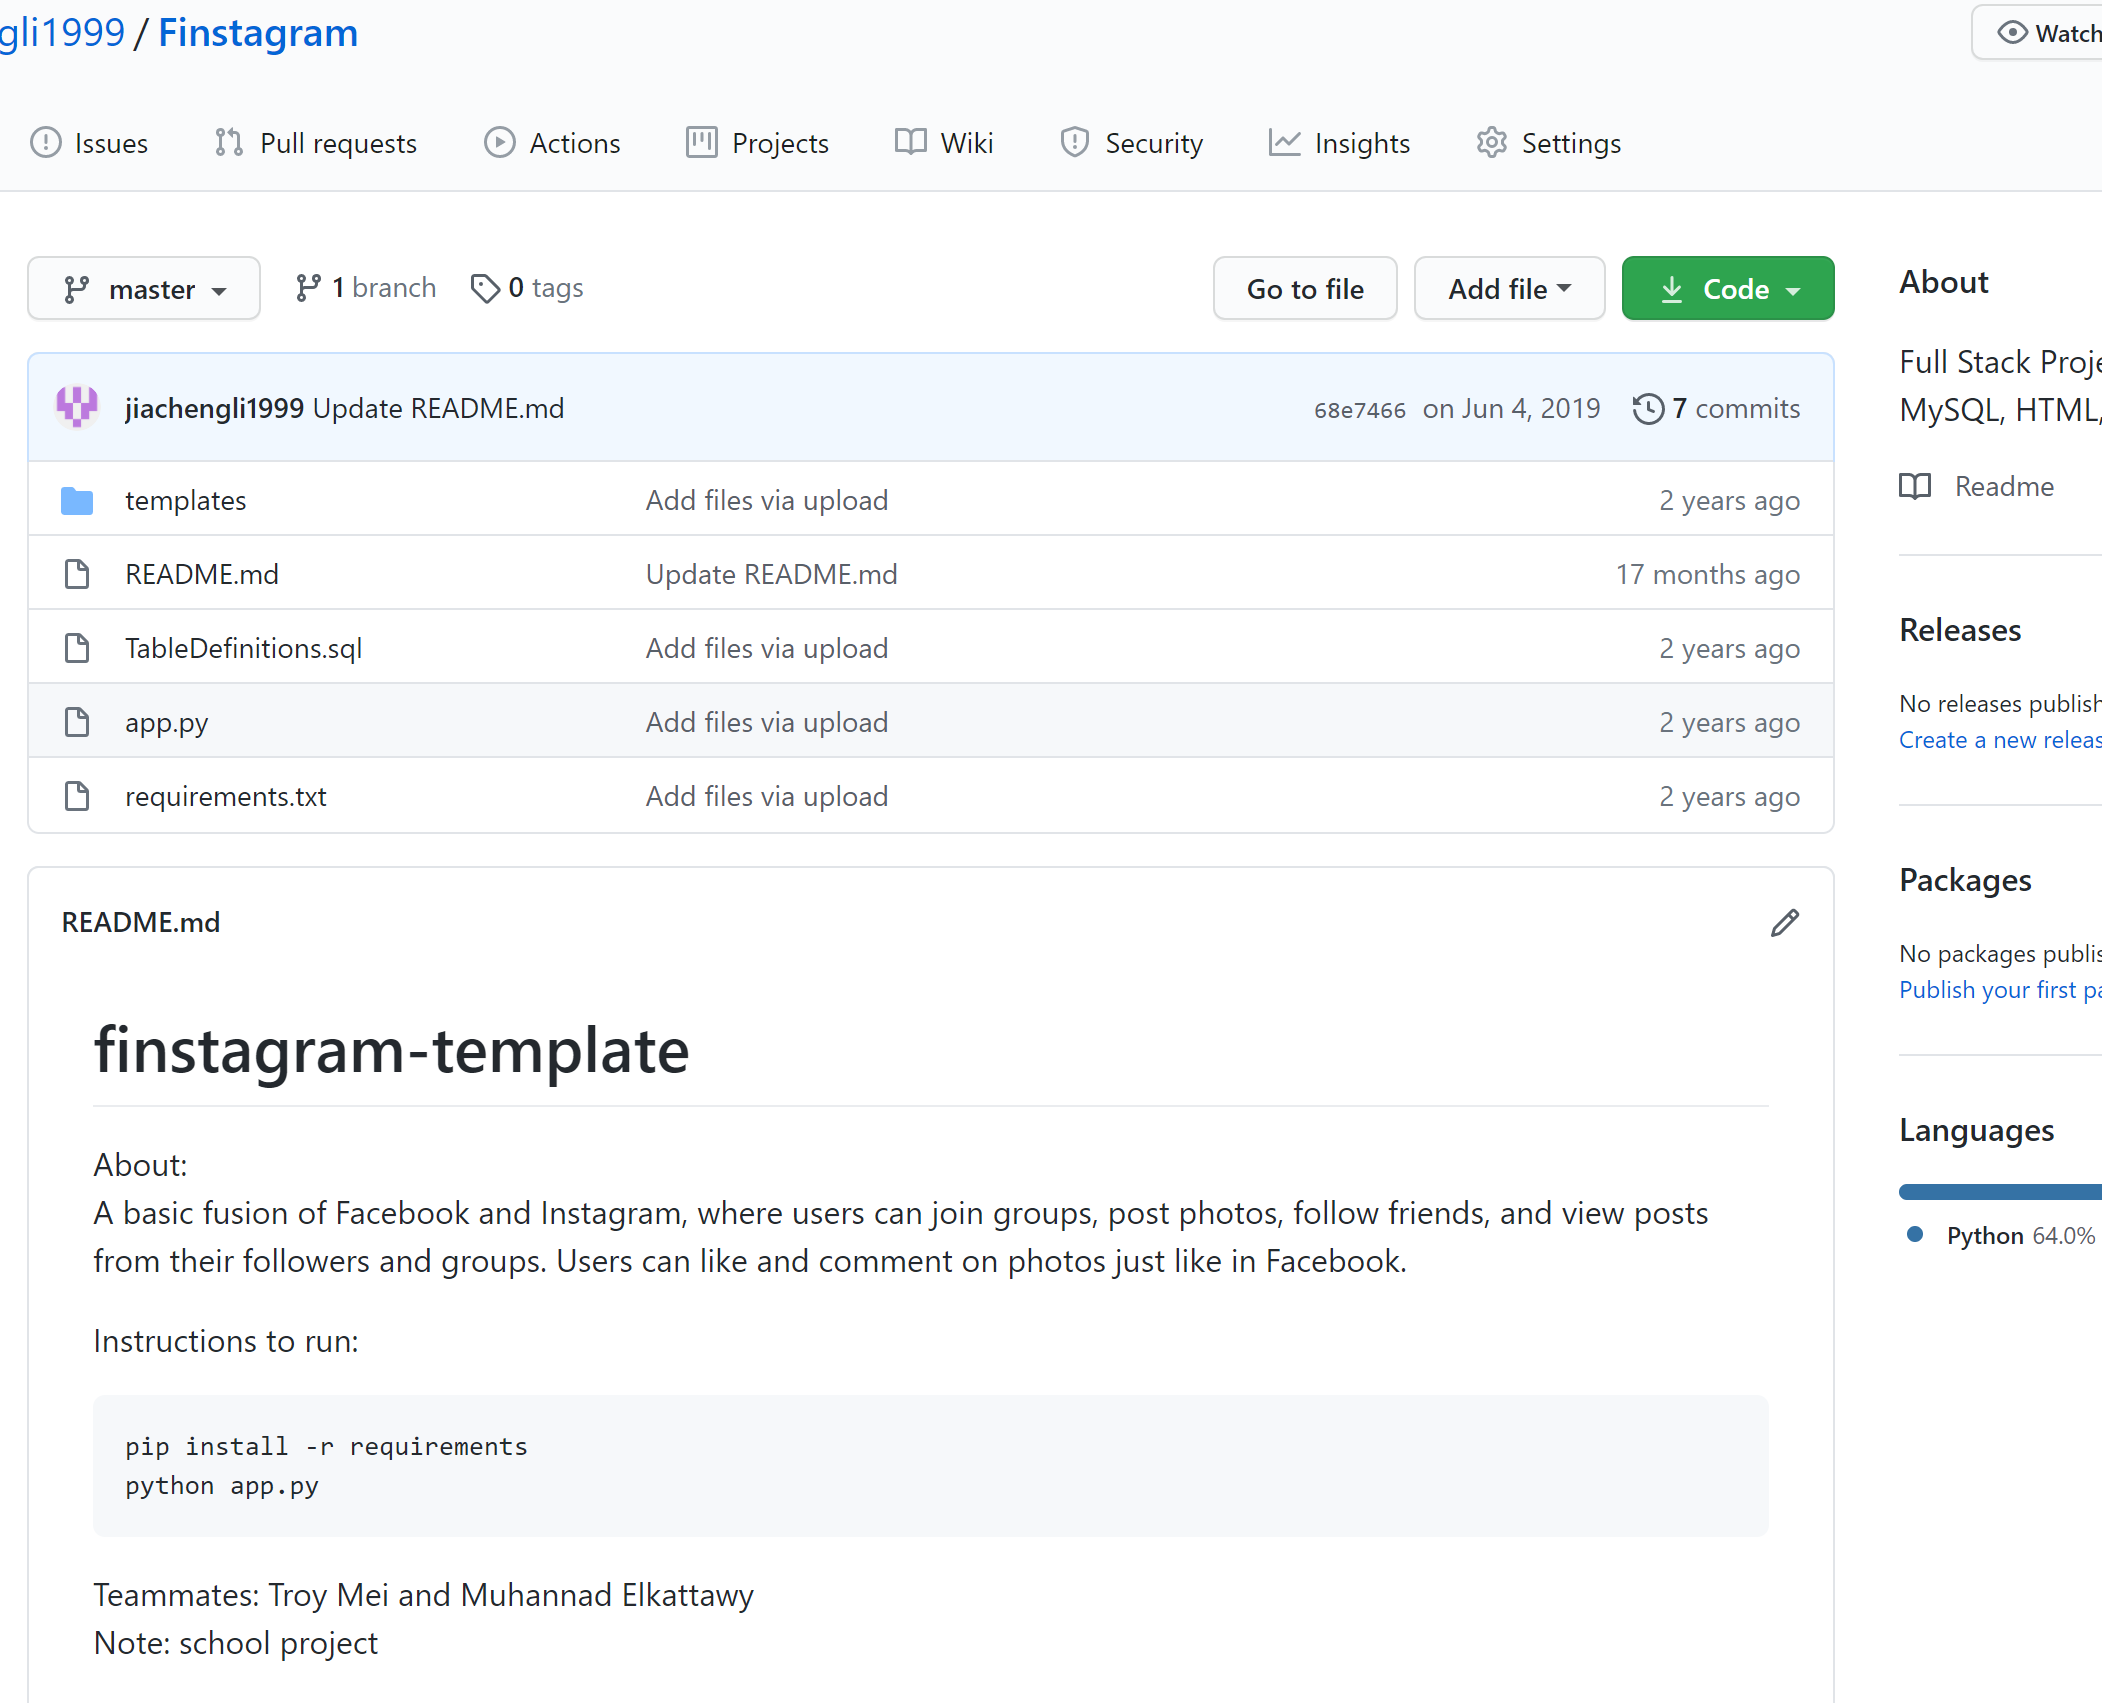 gli1999 / Finstagram
Watch
Issues Pull requests Actions Projects Wiki Security Insights Settings
master 1 branch 0 tags Go to file Add file Code
jiachengli1999 Update README.md 68e7466 on Jun 4, 2019 7 commits
templates Add files via upload 2 years ago
README.md Update README.md 17 months ago
TableDefinitions.sql Add files via upload 2 years ago
app.py Add files via upload 2 years ago
requirements.txt Add files via upload 2 years ago
README.md
finstagram-template
About:
A basic fusion of Facebook and Instagram, where users can join groups, post photos, follow friends, and view posts
from their followers and groups. Users can like and comment on photos just like in Facebook.
Instructions to run:
pip install -r requirements
python app.py
Teammates: Troy Mei and Muhannad Elkattawy
Note: school project
About
Full Stack Proje
MySQL, HTML,
Readme
Releases
No releases publish
Create a new releas
Packages
No packages publis
Publish your first pa
Languages
Python 64.0%